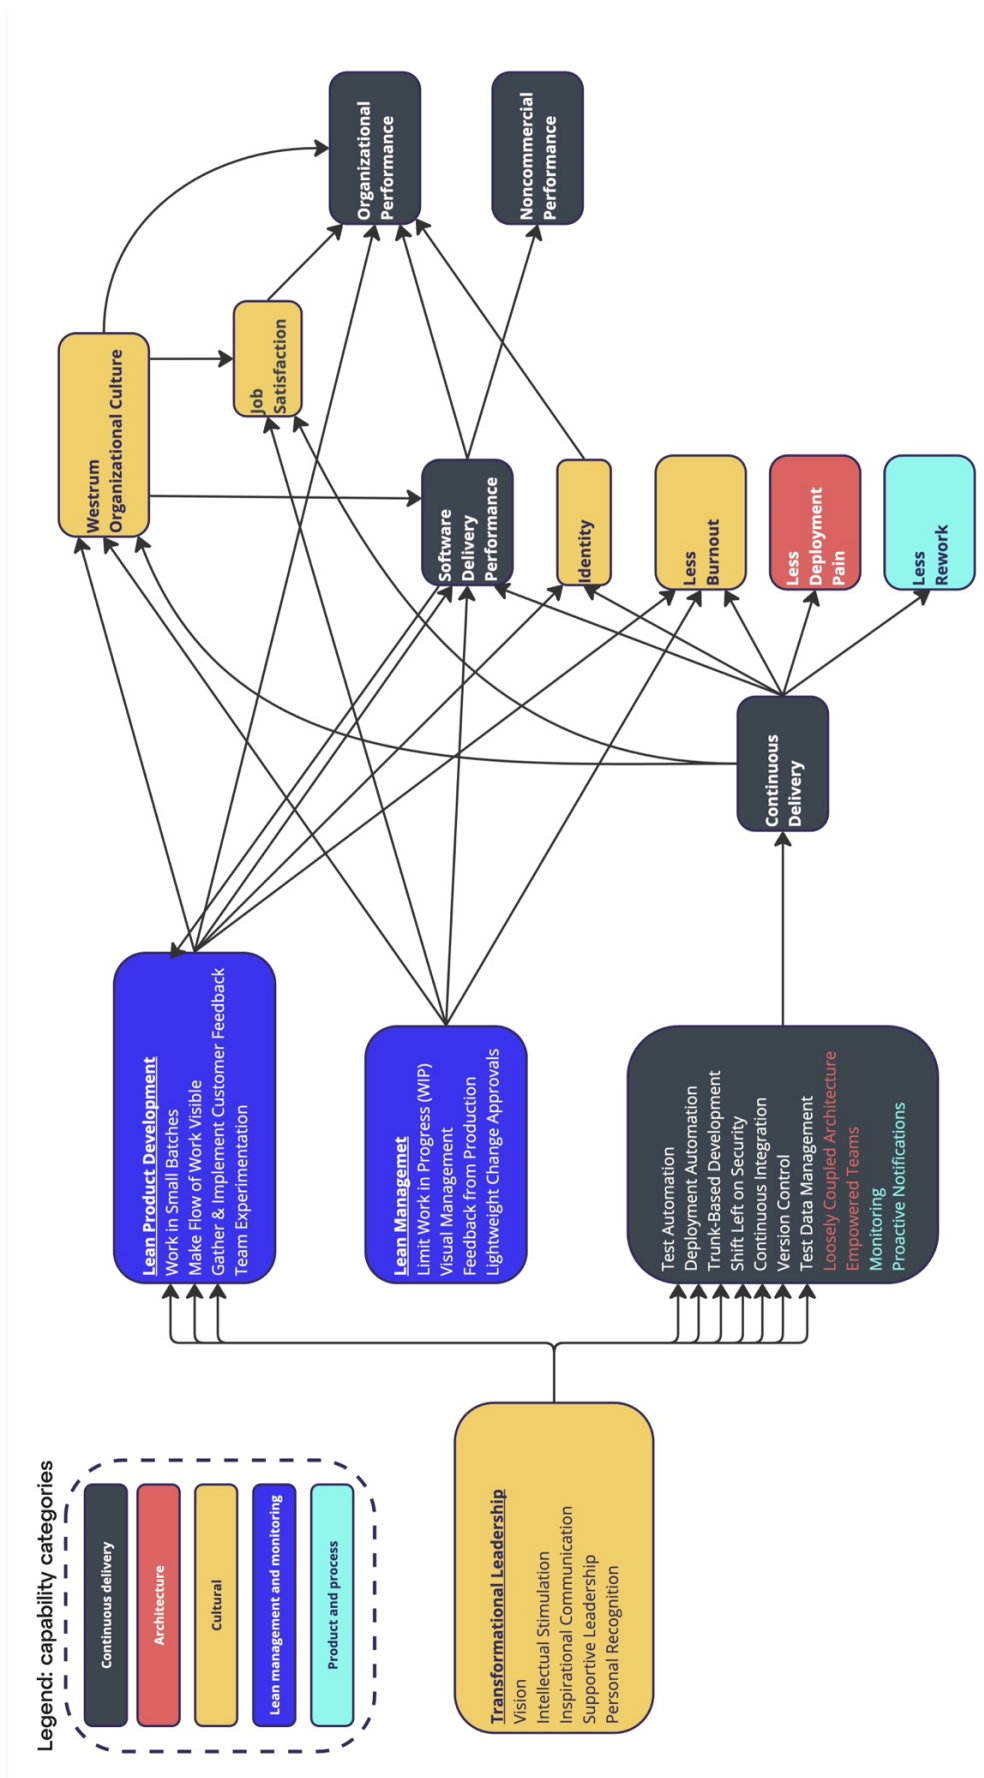 Legend: capability categories
Continuous delivery
Architecture
Cultural
Lean management and monitoring
Product and process
Transformational Leadership
Vision
Intellectual Stimulation
Inspirational Communication
Supportive Leadership
Personal Recognition
Lean Product Development
Work in Small Batches
Make Flow of Work Visible
Gather & Implement Customer Feedback
Team Experimentation
Lean Managemet
Limit Work in Progress (WIP)
Visual Management
Feedback from Production
Lightweight Change Approvals
Test Automation
Deployment Automation
Trunk-Based Development
Shift Left on Security
Continuous Integration
Version Control
Test Data Management
Loosely Coupled Architecture
Empowered Teams
Monitoring
Proactive Notifications
Continuous
Delivery
Westrum
Organizational Culture
Job
Satisfaction
Software
Delivery
Performance
Identity
Less
Burnout
Less
Deployment
Pain
Less
Rework
Organizational
Performance
Noncommercial
Performance